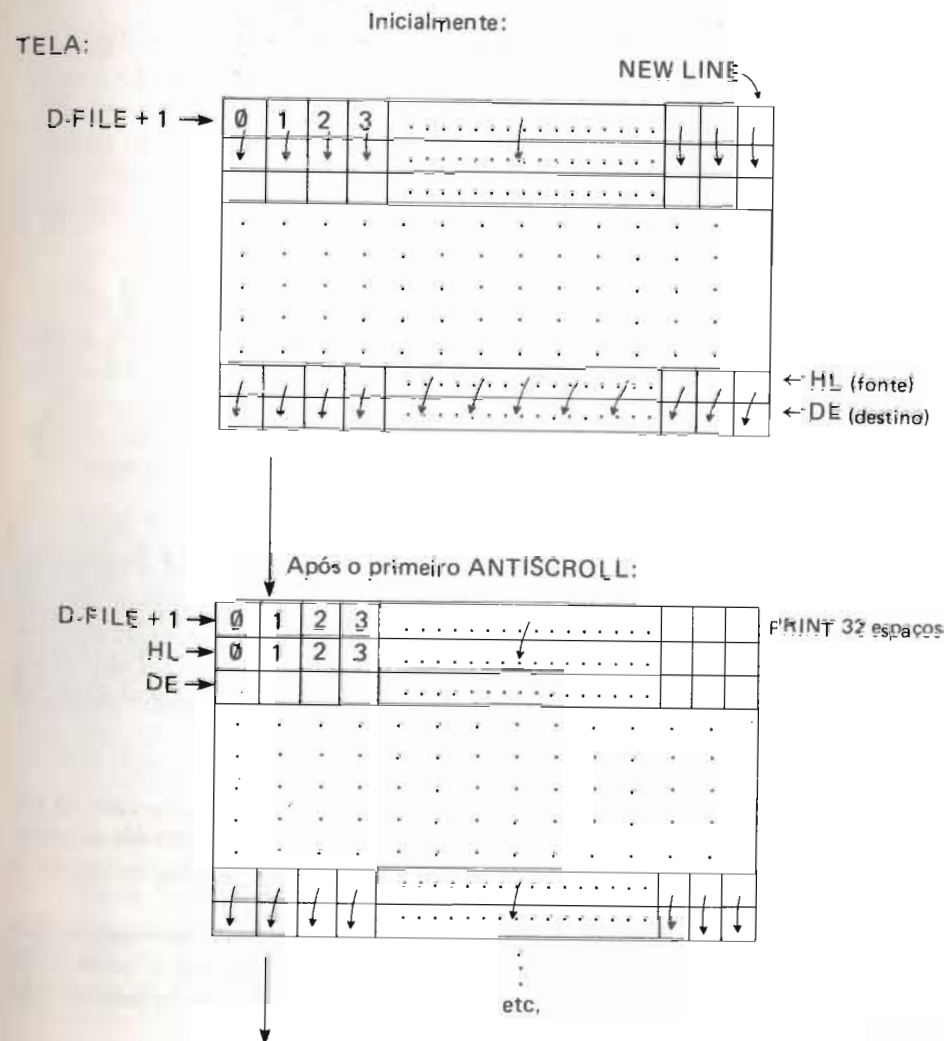 Inicialmente:
TELA:
NEW LINE
D-FILE + 1 → 0 1 2 3
← HL (fonte)
← DE (destino)
Após o primeiro ANTISCROLL:
D-FILE + 1 → 0 1 2 3 PRINT 32 espaços
HL → 0 1 2 3
DE →
etc,